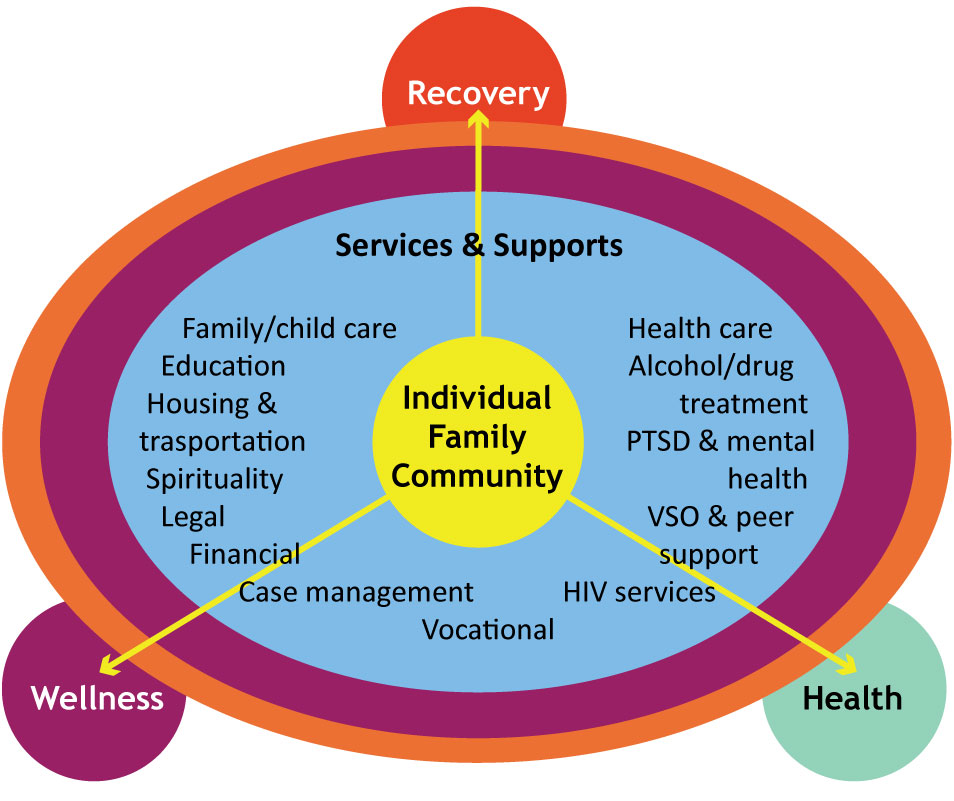 Recovery
Services & Supports
Family/child care
Education
Housing &
trasportation
Spirituality
Legal
Financial
Case management
Vocational
Individual
Family
Community
Health care
Alcohol/drug
treatment
PTSD & mental
health
VSO & peer
support
HIV services
Wellness
Health